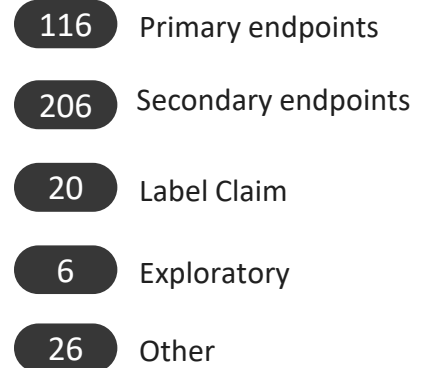 116 Primary endpoints
206 Secondary endpoints
20 Label Claim
6 Exploratory
26 Other